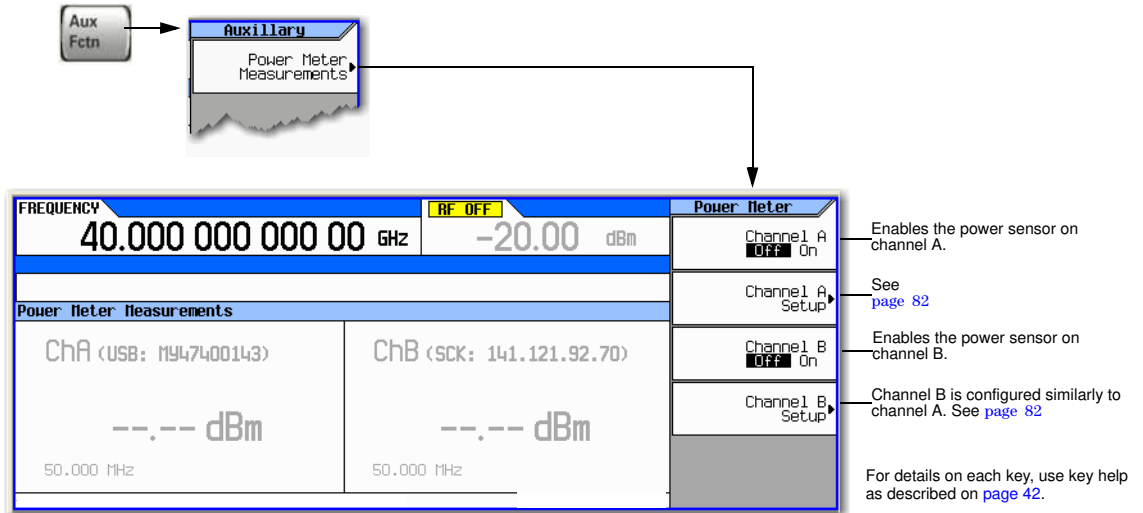 Aux
Fctn
Auxillary
Power Meter
Measurements
FREQUENCY
40.000 000 000 00 GHz
RF OFF
-20.00 dBm
Power Meter Measurements
ChA (USB: MY47400143)
--.-- dBm
50.000 MHz
ChB (SCK: 141.121.92.70)
--.-- dBm
50.000 MHz
Power Meter
Channel A
Off On
Enables the power sensor on
channel A.
Channel A
Setup
See
page 82
Channel B
Off On
Enables the power sensor on
channel B.
Channel B
Setup
Channel B is configured similarly to
channel A. See page 82
For details on each key, use key help
as described on page 42.